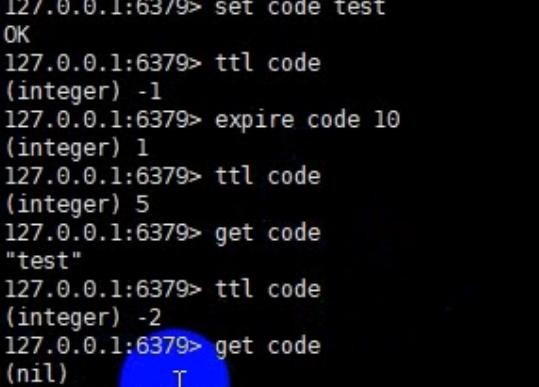 127.0.0.1:6379> set code test
OK
127.0.0.1:6379> ttl code
(integer) -1
127.0.0.1:6379> expire code 10
(integer) 1
127.0.0.1:6379> ttl code
(integer) 5
127.0.0.1:6379> get code
"test"
127.0.0.1:6379> ttl code
(integer) -2
127.0.0.1:6379> get code
(nil)